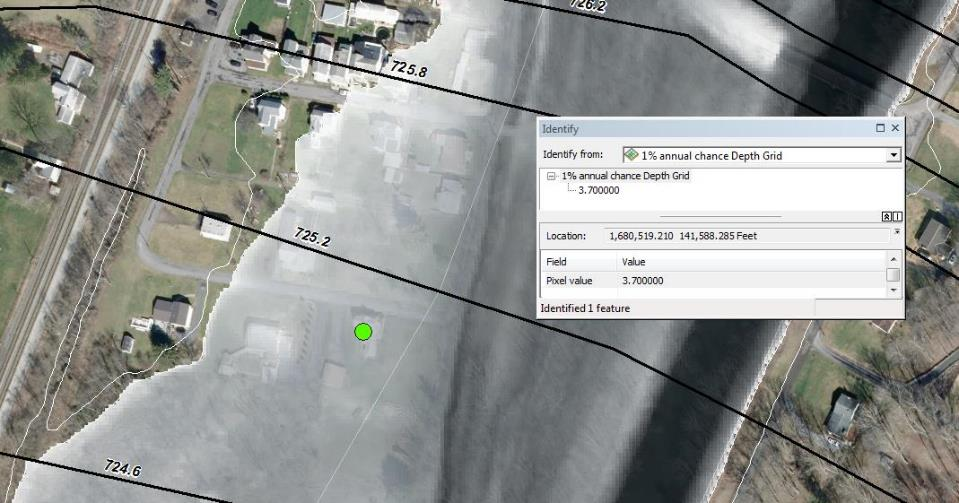 726.2
725.8
Identify
Identify from: 1% annual chance Depth Grid
1% annual chance Depth Grid
3.700000
Location: 1,680,519.210 141,588.285 Feet
Field Value
Pixel value 3.700000
Identified 1 feature
725.2
724.6